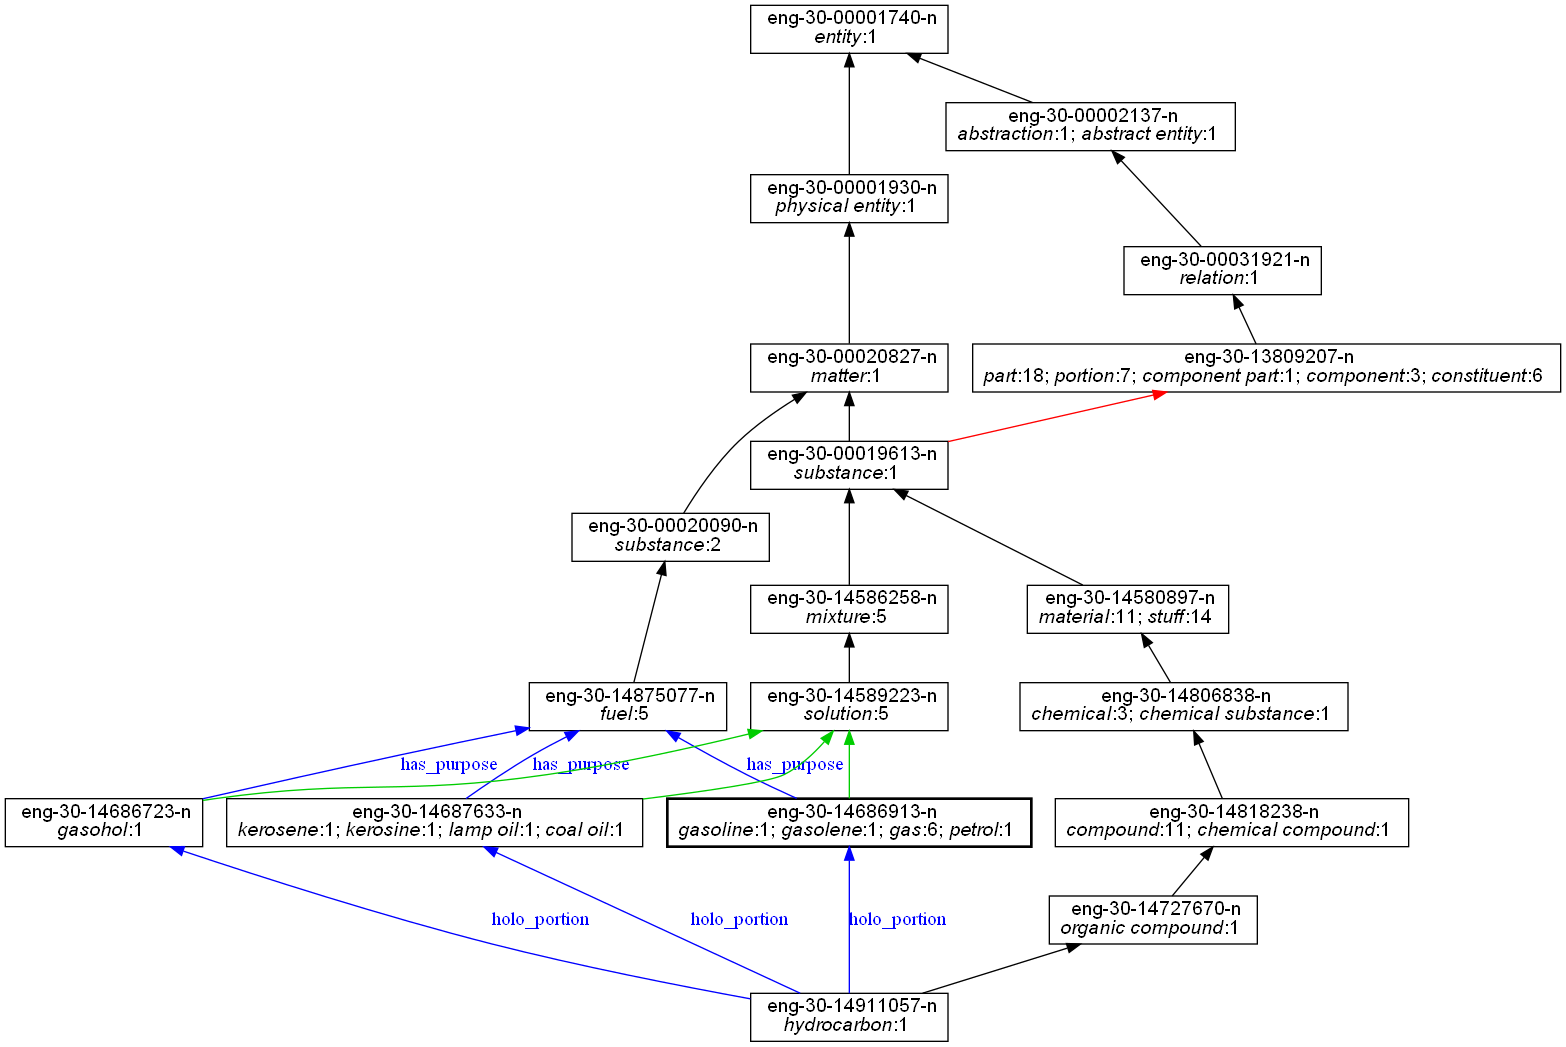 eng-30-00001740-n
entity:1
eng-30-00002137-n
abstraction:1; abstract entity:1
eng-30-00001930-n
physical entity:1
eng-30-00031921-n
relation:1
eng-30-00020827-n
matter:1
eng-30-13809207-n
part:18; portion:7; component part:1; component:3; constituent:6
eng-30-00019613-n
substance:1
eng-30-00020090-n
substance:2
eng-30-14586258-n
mixture:5
eng-30-14580897-n
material:11; stuff:14
eng-30-14875077-n
fuel:5
eng-30-14589223-n
solution:5
eng-30-14806838-n
chemical:3; chemical substance:1
has_purpose
has_purpose
has_purpose
eng-30-14686723-n
gasohol:1
eng-30-14687633-n
kerosene:1; kerosine:1; lamp oil:1; coal oil:1
eng-30-14686913-n
gasoline:1; gasolene:1; gas:6; petrol:1
eng-30-14818238-n
compound:11; chemical compound:1
holo_portion
holo_portion
holo_portion
eng-30-14727670-n
organic compound:1
eng-30-14911057-n
hydrocarbon:1